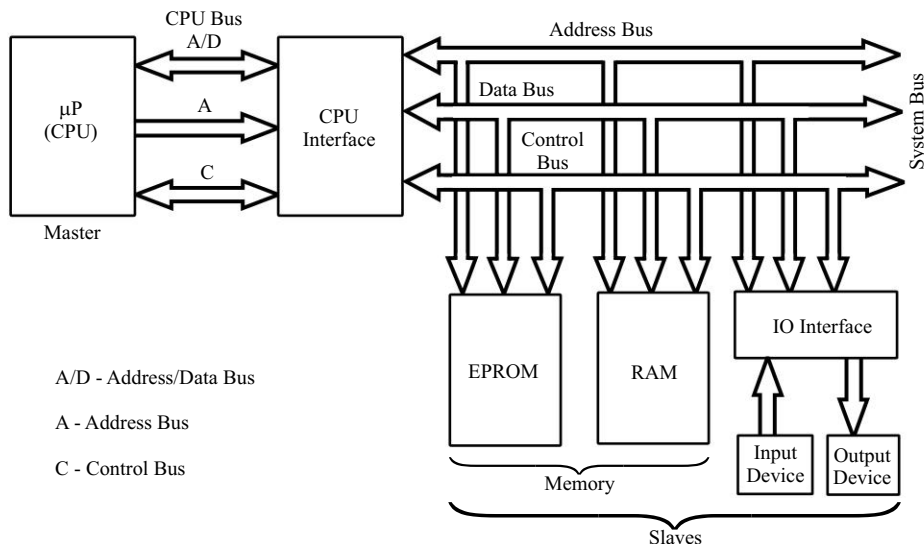 CPU Bus
A/D
A
C
μP
(CPU)
Master
CPU
Interface
Address Bus
Data Bus
Control
Bus
System Bus
EPROM
RAM
IO Interface
Input
Device
Output
Device
Memory
Slaves
A/D - Address/Data Bus
A - Address Bus
C - Control Bus